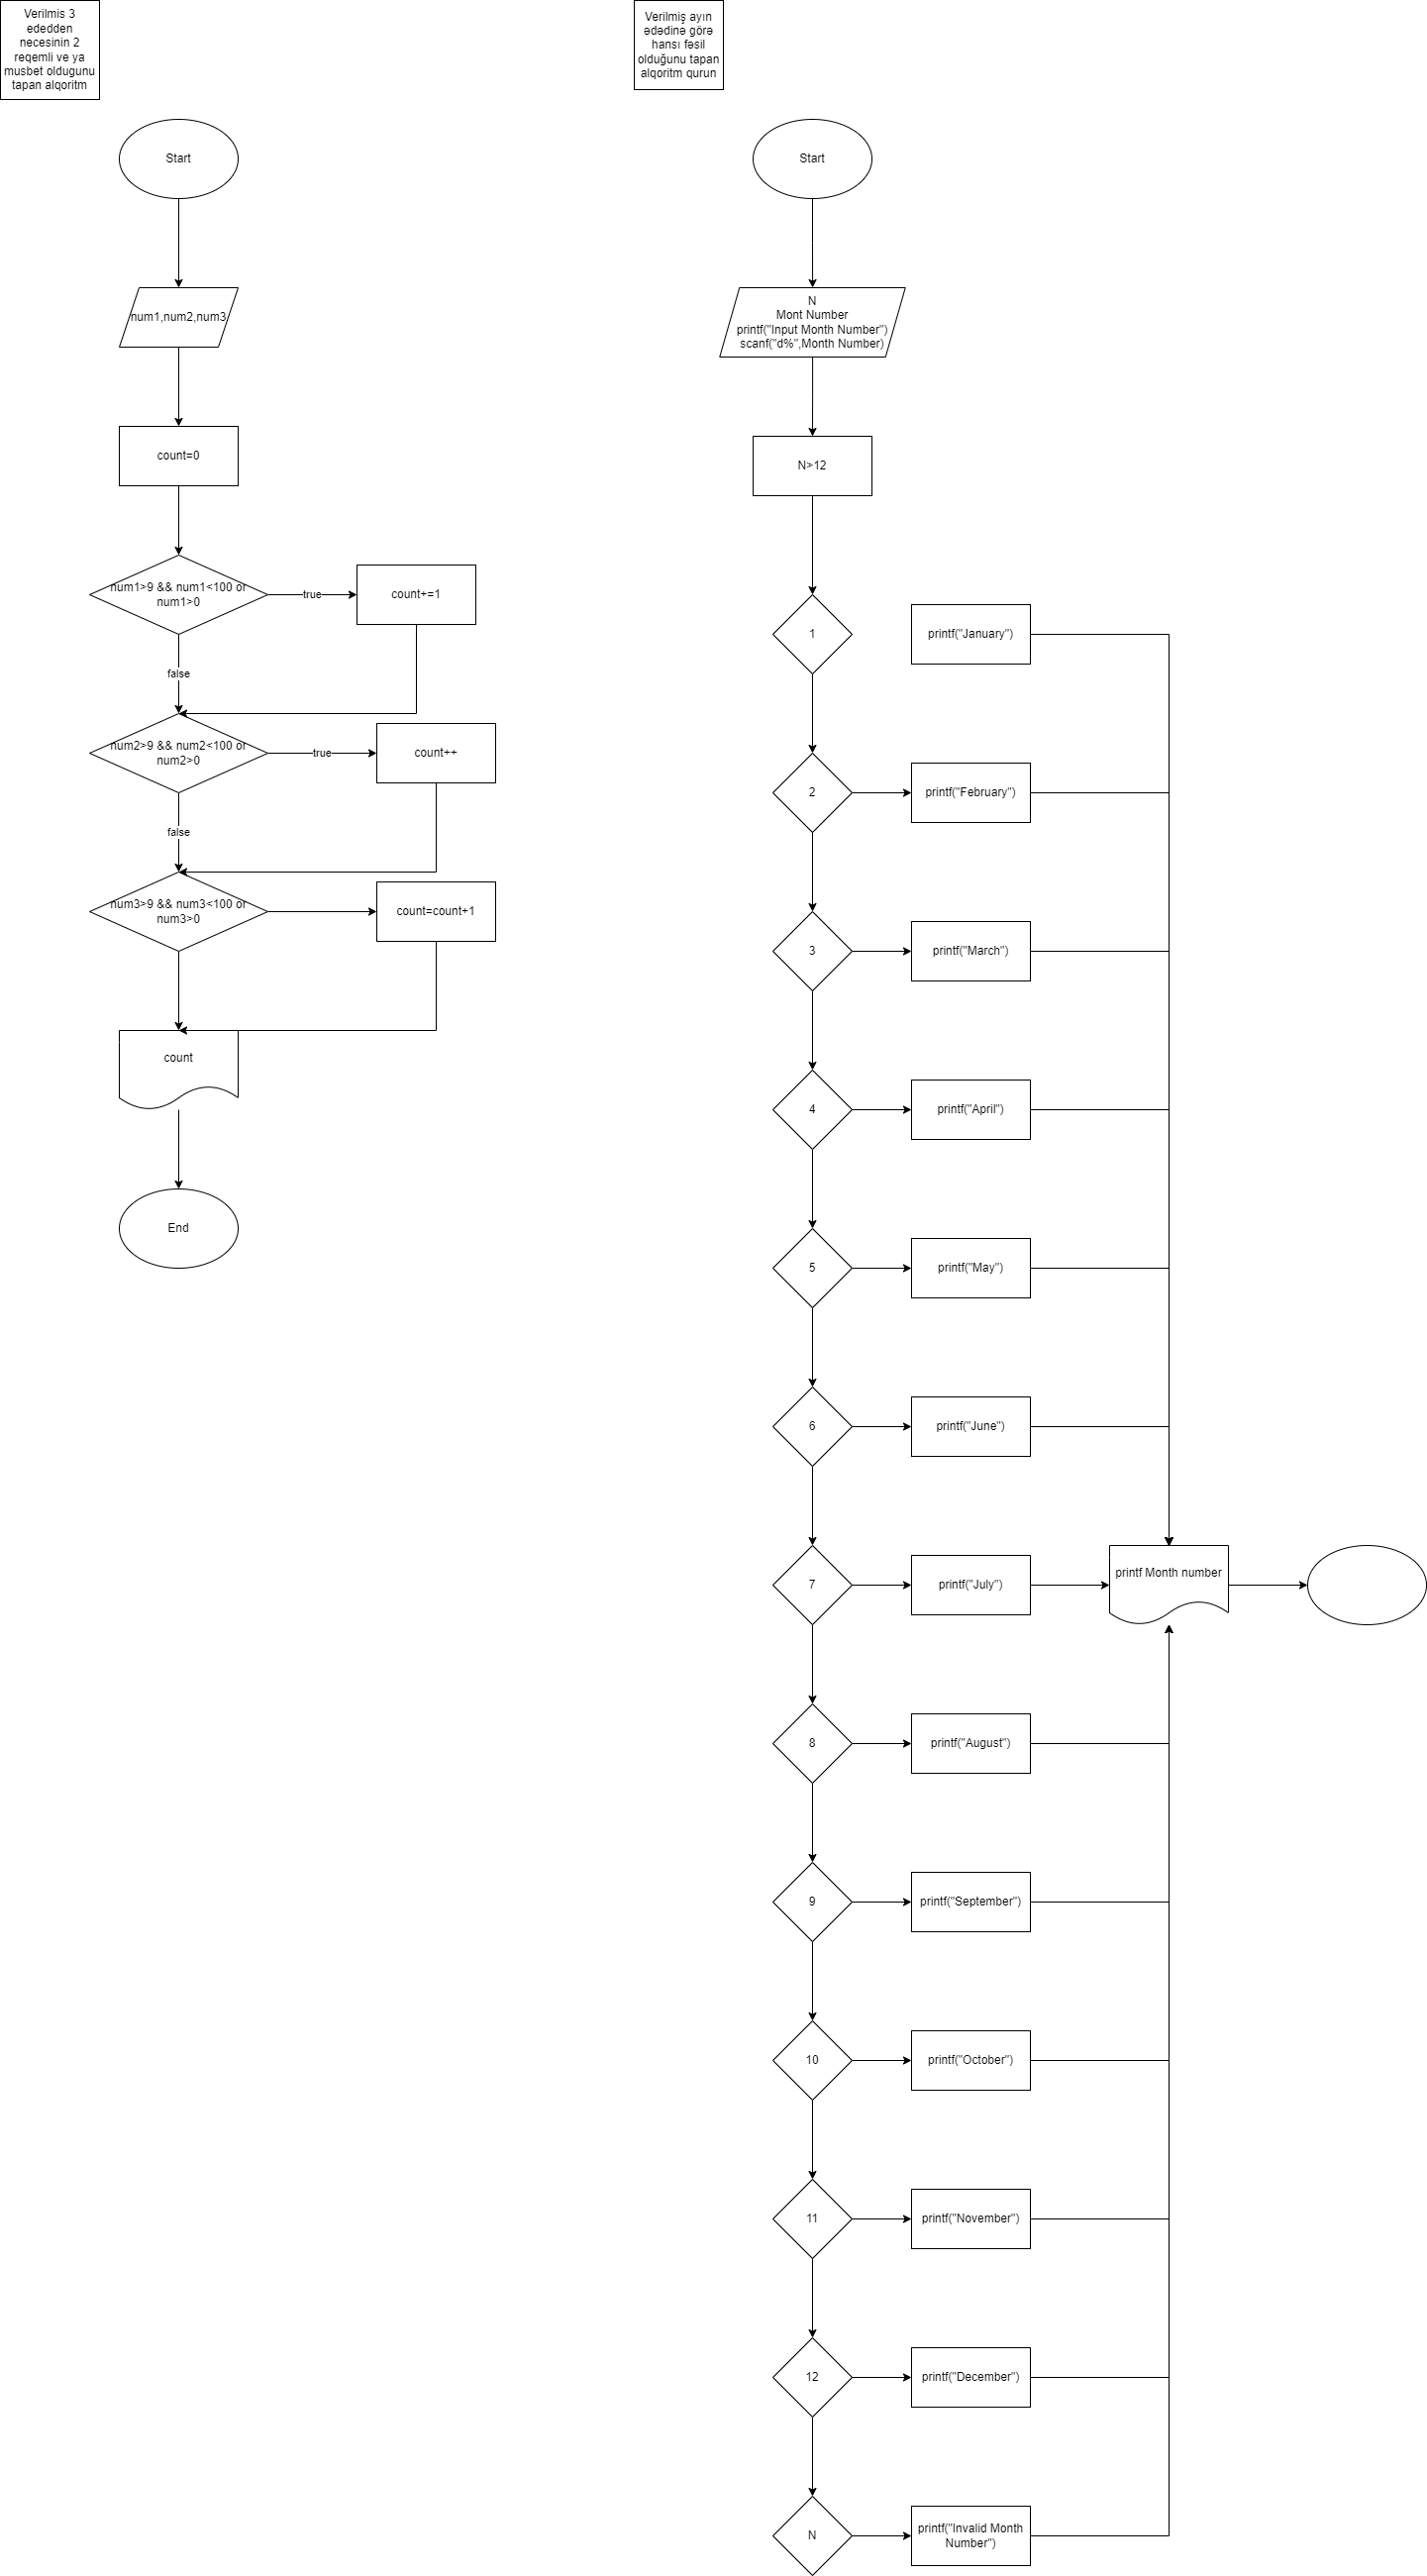 Verilmis 3
ededden
necesinin 2
reqemli ve ya
musbet oldugunu
tapan alqoritm
Start
num1,num2,num3
count=0
num1>9 && num1<100 or
num1>0
true
count+=1
false
num2>9 && num2<100 or
num2>0
true
count++
false
num3>9 && num3<100 or
num3>0
count=count+1
count
End
Verilmiş ayın
ədədinə görə
hansı fəsil
olduğunu tapan
alqoritm qurun
Start
N
Mont Number
printf("Input Month Number")
scanf("d%",Month Number)
N>12
1
printf("January")
2
printf("February")
3
printf("March")
4
printf("April")
5
printf("May")
6
printf("June")
7
printf("July")
printf Month number
8
printf("August")
9
printf("September")
10
printf("October")
11
printf("November")
12
printf("December")
N
printf("Invalid Month
Number")